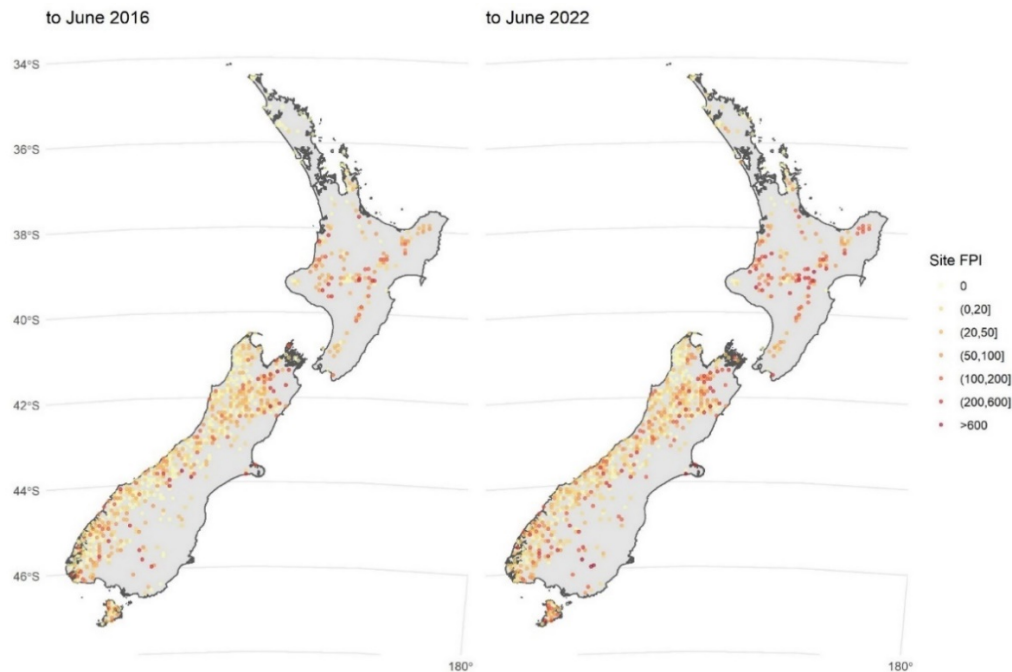 to June 2016
to June 2022
34°S
36°S
38°S
40°S
42°S
44°S
46°S
180°
180°
Site FPI
0
(0,20]
(20,50]
(50,100]
(100,200]
(200,600]
>600